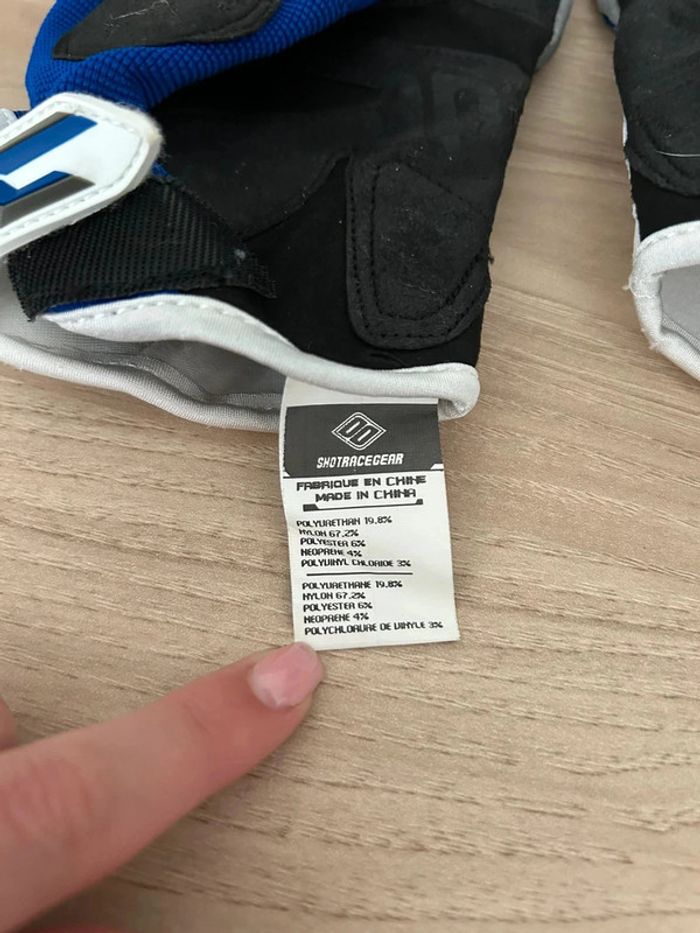 SHOTRACEGEAR
FABRIQUE EN CHINE
MADE IN CHINA
POLYURETHAN 19.8%
NYLON 67.2%
POLYESTER 6%
NEOPRENE 4%
POLYVINYL CHLORIDE 3%
POLYURETHANE 19.8%
NYLON 67.2%
POLYESTER 6%
NEOPRENE 4%
POLYCHLORURE DE VINYLE 3%